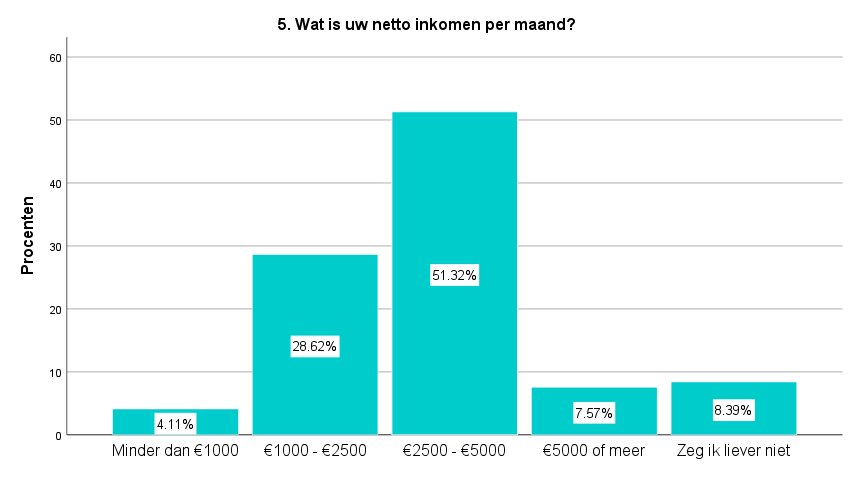 5. Wat is uw netto inkomen per maand?
Procenten
60
50
40
30
20
10
0
4.11%
28.62%
51.32%
7.57%
8.39%
Minder dan €1000
€1000 - €2500
€2500 - €5000
€5000 of meer
Zeg ik liever niet